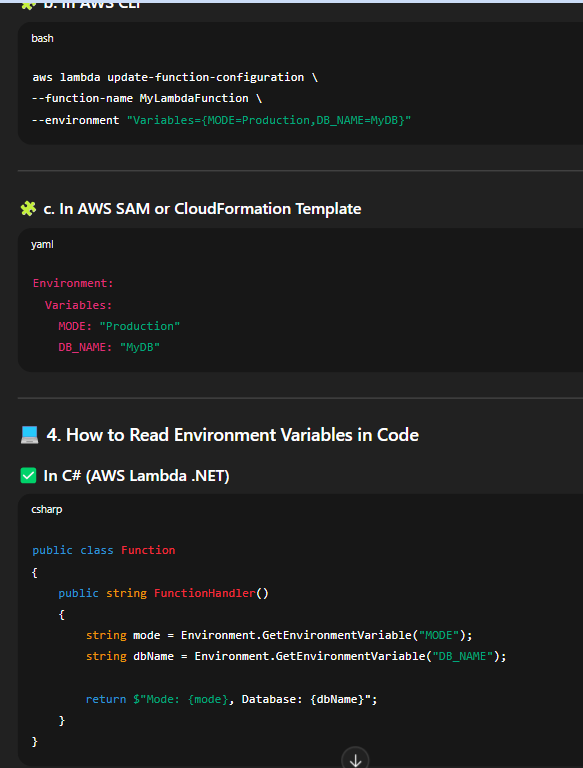 b. In AWS CLI
bash
aws lambda update-function-configuration \
--function-name MyLambdaFunction \
--environment "Variables={MODE=Production,DB_NAME=MyDB}"
c. In AWS SAM or CloudFormation Template
yaml
Environment:
  Variables:
    MODE: "Production"
    DB_NAME: "MyDB"
4. How to Read Environment Variables in Code
In C# (AWS Lambda .NET)
csharp
public class Function
{
    public string FunctionHandler()
    {
        string mode = Environment.GetEnvironmentVariable("MODE");
        string dbName = Environment.GetEnvironmentVariable("DB_NAME");
        return $"Mode: {mode}, Database: {dbName}";
    }
}